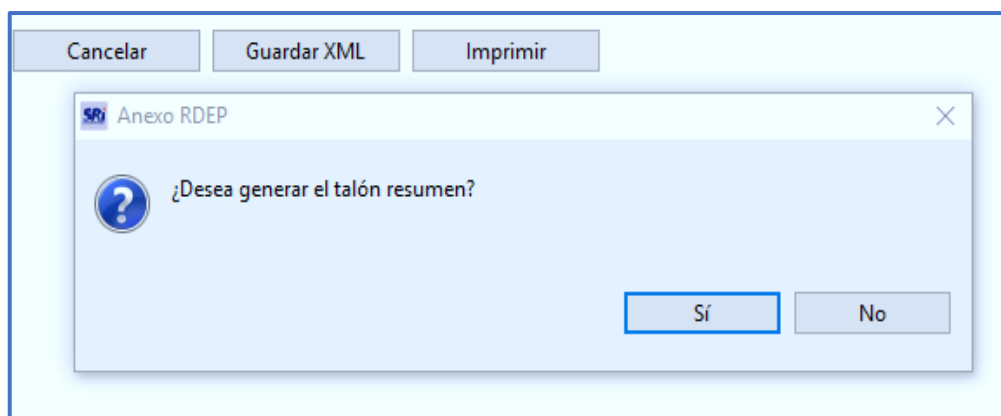 Cancelar Guardar XML Imprimir
SRi Anexo RDEP
¿Desea generar el talón resumen?
Sí No